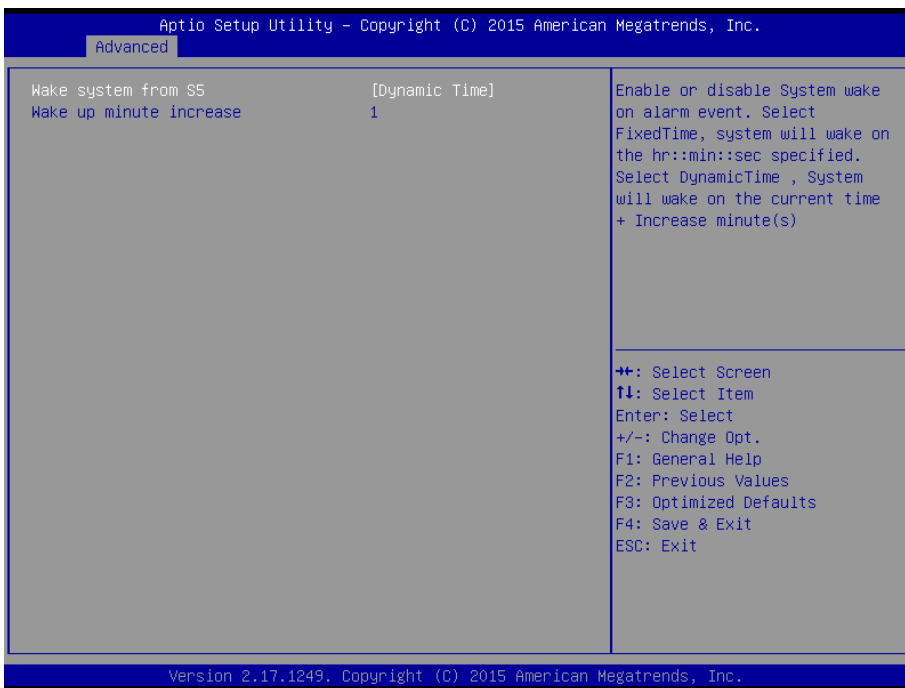 Aptio Setup Utility – Copyright (C) 2015 American Megatrends, Inc.
Advanced
Wake system from S5 [Dynamic Time]
Wake up minute increase 1
Enable or disable System wake
on alarm event. Select
FixedTime, system will wake on
the hr::min::sec specified.
Select DynamicTime , System
will wake on the current time
+ Increase minute(s)
→←: Select Screen
↑↓: Select Item
Enter: Select
+/-: Change Opt.
F1: General Help
F2: Previous Values
F3: Optimized Defaults
F4: Save & Exit
ESC: Exit
Version 2.17.1249. Copyright (C) 2015 American Megatrends, Inc.